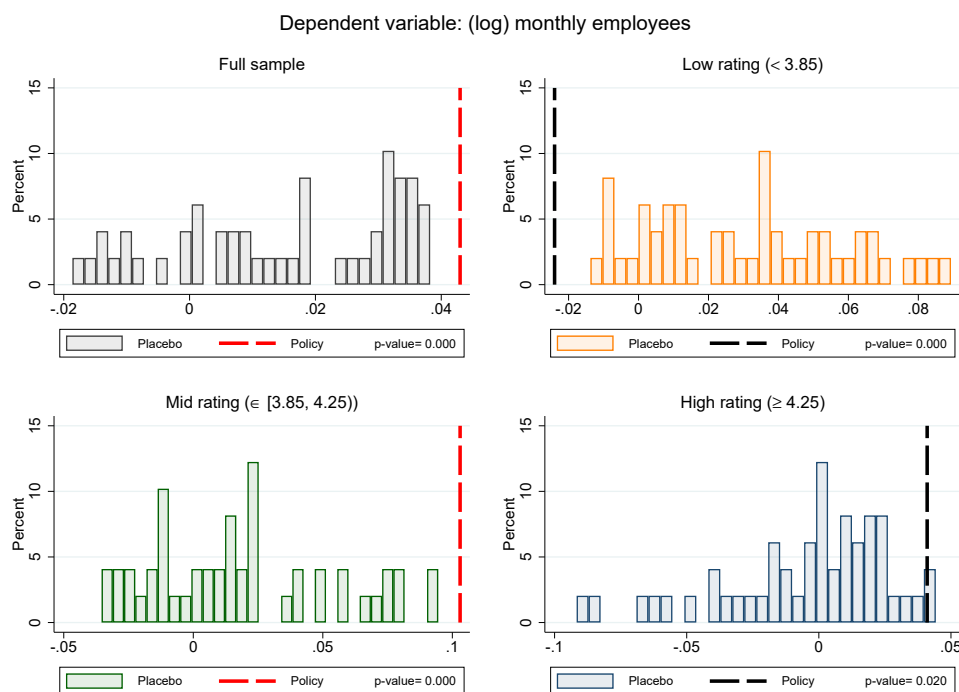 Dependent variable: (log) monthly employees
Full sample
Percent
0
5
10
15
-.02
0
.02
.04
Placebo
Policy
p-value= 0.000
Low rating (< 3.85)
Percent
0
5
10
15
-.02
0
.02
.04
.06
.08
Placebo
Policy
p-value= 0.000
Mid rating (∈ [3.85, 4.25))
Percent
0
5
10
15
-.05
0
.05
.1
Placebo
Policy
p-value= 0.000
High rating (≥ 4.25)
Percent
0
5
10
15
-.1
-.05
0
.05
Placebo
Policy
p-value= 0.020